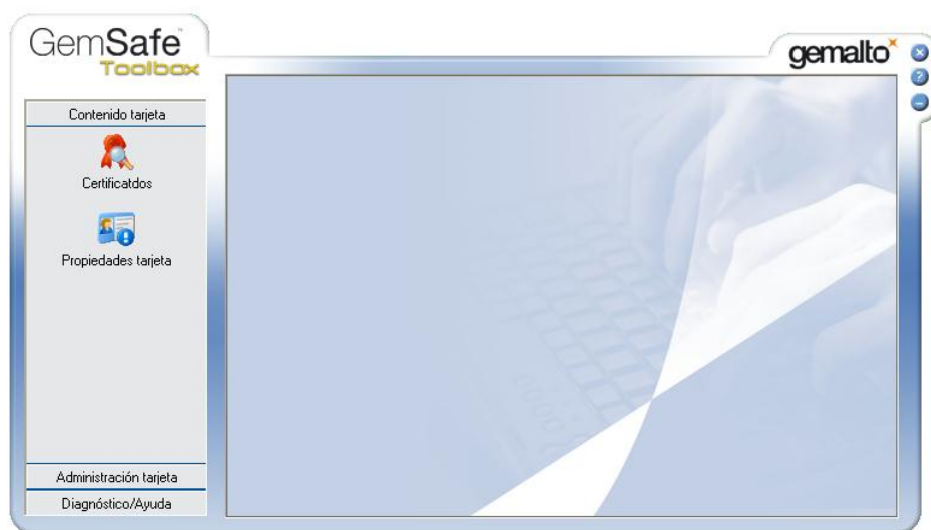 GemSafe
Toolbox
gemalto
Contenido tarjeta
Certificatdos
Propiedades tarjeta
Administración tarjeta
Diagnóstico/Ayuda